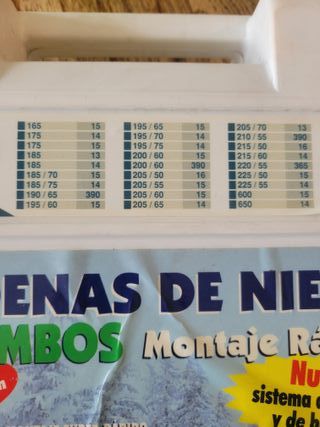 165 15
175 14
175 15
185 13
185 14
185 / 70 15
185 / 75 14
190 / 65 390
195 / 60 15
195 / 65 15
195 / 70 14
195 / 75 14
200 / 60 15
200 / 60 390
205 / 50 16
205 / 55 15
205 / 60 15
205 / 65 14
205 / 70 13
210 / 55 390
215 / 50 16
215 / 60 14
220 / 55 365
225 / 50 15
225 / 55 14
600 15
650 14
DENAS DE NIE
MBOS Montaje Rá
Nu
sistema
y de